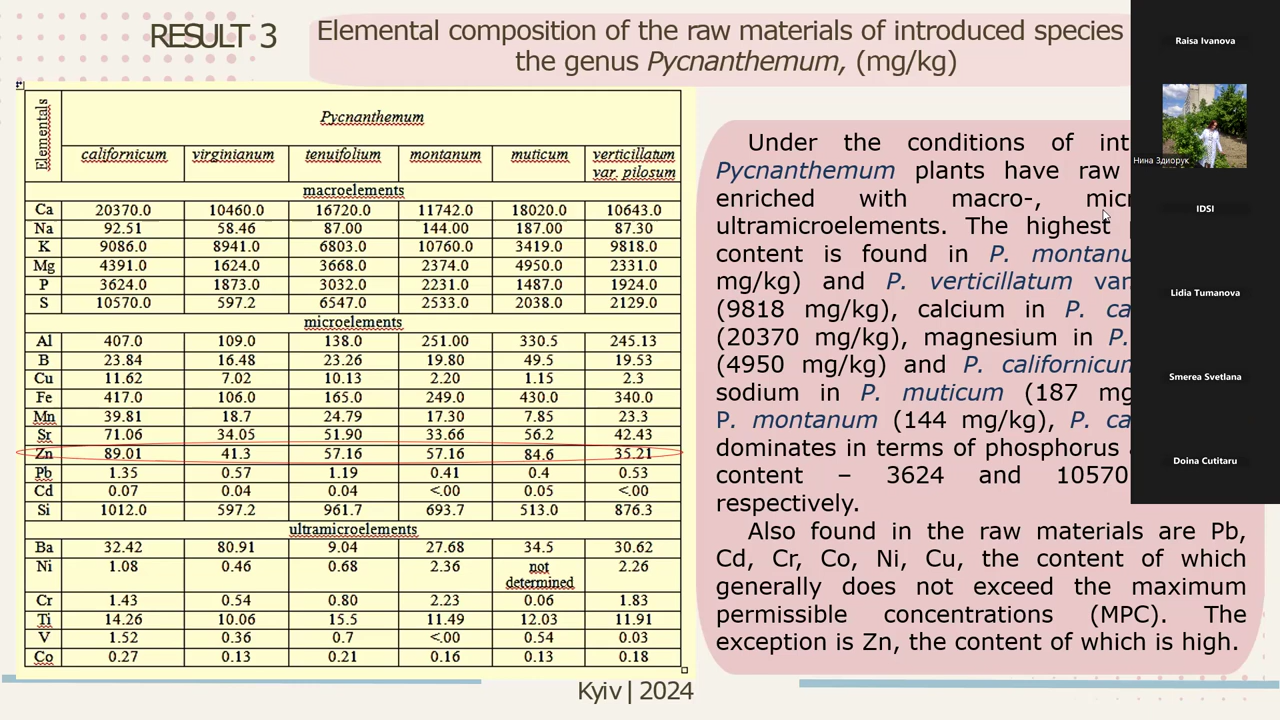 RESULT 3
Elemental composition of the raw materials of introduced species
the genus Pycnanthemum, (mg/kg)
Elementals
Pycnanthemum
californicum virginianum tenuifolium montanum muticum verticillatum
var. pilosum
macroelements
Ca 20370.0 10460.0 16720.0 11742.0 18020.0 10643.0
Na 92.51 58.46 87.00 144.00 187.00 87.30
K 9086.0 8941.0 6803.0 10760.0 3419.0 9818.0
Mg 4391.0 1624.0 3668.0 2374.0 4950.0 2331.0
P 3624.0 1873.0 3032.0 2231.0 1487.0 1924.0
S 10570.0 597.2 6547.0 2533.0 2038.0 2129.0
microelements
Al 407.0 109.0 138.0 251.00 330.5 245.13
B 23.84 16.48 23.26 19.80 49.5 19.53
Cu 11.62 7.02 10.13 2.20 1.15 2.3
Fe 417.0 106.0 165.0 249.0 430.0 340.0
Mn 39.81 18.7 24.79 17.30 7.85 23.3
Sr 71.06 34.05 51.90 33.66 56.2 42.43
Zn 89.01 41.3 57.16 57.16 84.6 35.21
Pb 1.35 0.57 1.19 0.41 0.4 0.53
Cd 0.07 0.04 0.04 <.00 0.05 <.00
Si 1012.0 597.2 961.7 693.7 513.0 876.3
ultramicroelements
Ba 32.42 80.91 9.04 27.68 34.5 30.62
Ni 1.08 0.46 0.68 2.36 not 2.26
determined
Cr 1.43 0.54 0.80 2.23 0.06 1.83
Ti 14.26 10.06 15.5 11.49 12.03 11.91
V 1.52 0.36 0.7 <.00 0.54 0.03
Co 0.27 0.13 0.21 0.16 0.13 0.18
Under the conditions of
Pycnanthemum plants have raw
enriched with macro-,
ultramicroelements. The highest
content is found in P.
mg/kg) and P. verticillatum
(9818 mg/kg), calcium in P.
(20370 mg/kg), magnesium in P.
(4950 mg/kg) and P. californicum
sodium in P. muticum (187
P. montanum (144 mg/kg), P.
dominates in terms of phosphorus
content – 3624 and 10570
respectively.
Also found in the raw materials are Pb,
Cd, Cr, Co, Ni, Cu, the content of which
generally does not exceed the maximum
permissible concentrations (MPC). The
exception is Zn, the content of which is high.
Kyiv | 2024
Raisa Ivanova
Нина Здиорук
IDSI
Lidia Tumanova
Smerea Svetlana
Doina Cutitaru